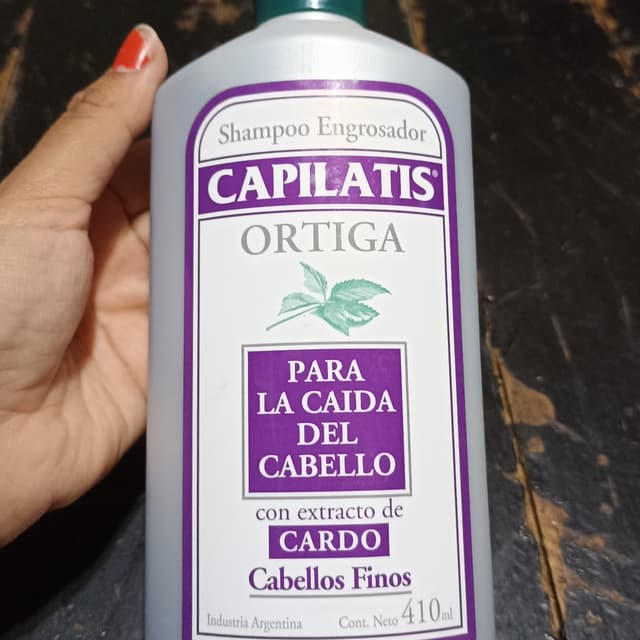 Shampoo Engrosador
CAPILATIS®
ORTIGA
PARA
LA CAIDA
DEL
CABELLO
con extracto de
CARDO
Cabellos Finos
Industria Argentina Cont. Neto 410ml